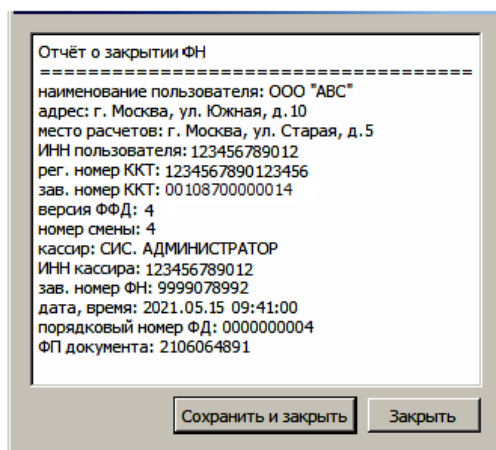 Отчёт о закрытии ФН
=====================================
наименование пользователя: ООО "АВС"
адрес: г. Москва, ул. Южная, д.10
место расчетов: г. Москва, ул. Старая, д.5
ИНН пользователя: 123456789012
рег. номер ККТ: 1234567890123456
зав. номер ККТ: 00108700000014
версия ФФД: 4
номер смены: 4
кассир: СИС. АДМИНИСТРАТОР
ИНН кассира: 123456789012
зав. номер ФН: 9999078992
дата, время: 2021.05.15 09:41:00
порядковый номер ФД: 0000000004
ФП документа: 2106064891
Сохранить и закрыть Закрыть